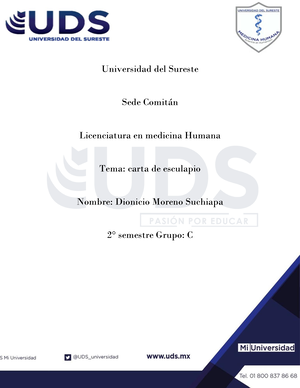 UDS
UNIVERSIDAD DEL SURESTE
UNIVERSIDAD DEL SURESTE
MEDICINA HUMANA
Universidad del Sureste
Sede Comitán
Licenciatura en medicina Humana
Tema: carta de esculapio
UDS
Nombre: Dionicio Moreno Suchiapa
PASIÓN POR EDUCAR
2° semestre Grupo: C
Mi Universidad
S Mi Universidad
@UDS_universidad
www.uds.mx
Tel. 01 800 837 86 68